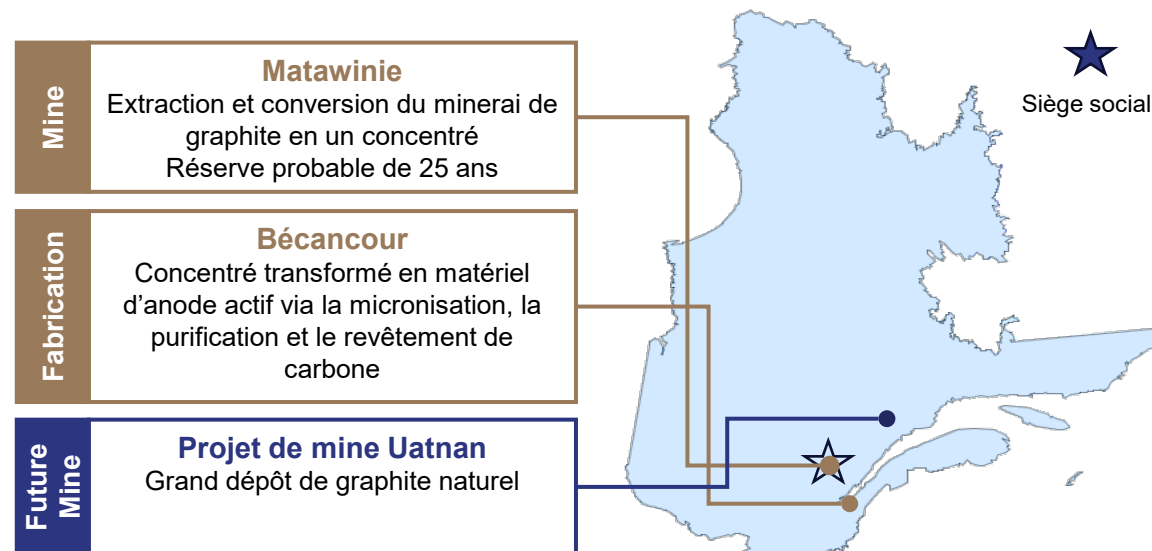 Mine
Matawinie
Extraction et conversion du minerai de
graphite en un concentré
Réserve probable de 25 ans
Fabrication
Bécancour
Concentré transformé en matériel
d’anode actif via la micronisation, la
purification et le revêtement de
carbone
Future
Mine
Projet de mine Uatnan
Grand dépôt de graphite naturel
Siège social